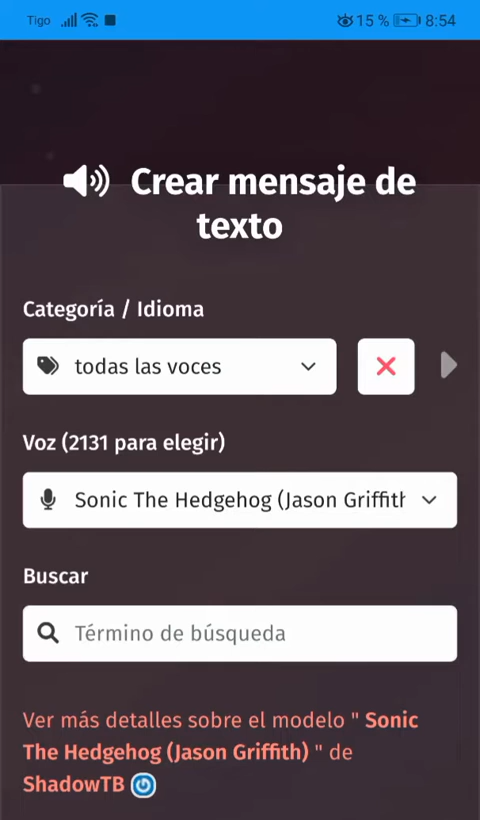 Tigo 15 % 8:54
Crear mensaje de
texto
Categoría / Idioma
todas las voces
Voz (2131 para elegir)
Sonic The Hedgehog (Jason Griffith
Buscar
Término de búsqueda
Ver más detalles sobre el modelo " Sonic
The Hedgehog (Jason Griffith) " de
ShadowTB